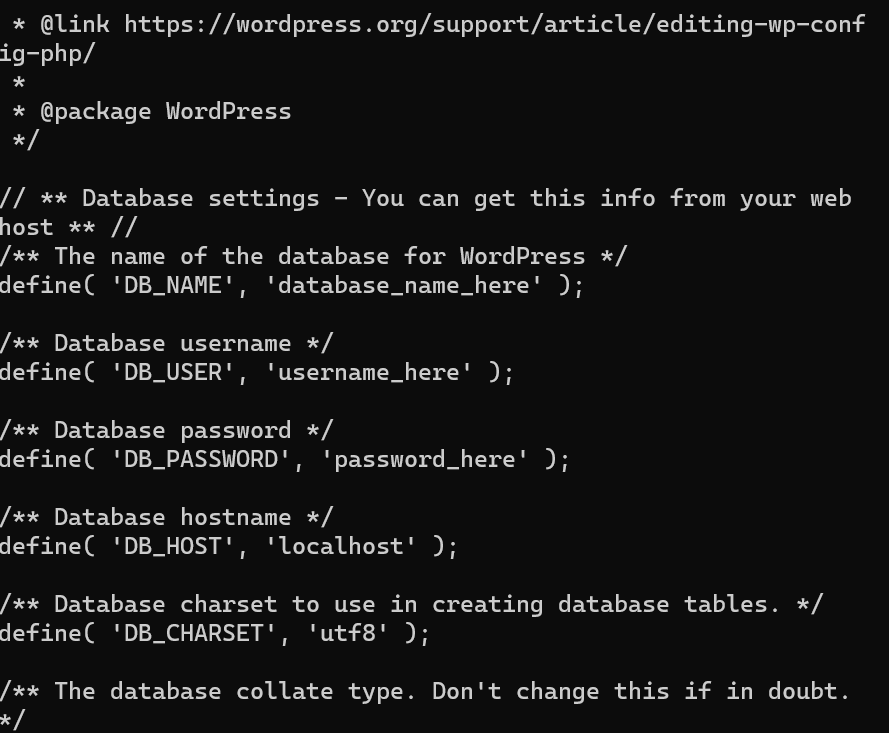 * @link https://wordpress.org/support/article/editing-wp-conf
ig-php/
 *
 * @package WordPress
 */

// ** Database settings - You can get this info from your web
host ** //
/** The name of the database for WordPress */
define( 'DB_NAME', 'database_name_here' );

/** Database username */
define( 'DB_USER', 'username_here' );

/** Database password */
define( 'DB_PASSWORD', 'password_here' );

/** Database hostname */
define( 'DB_HOST', 'localhost' );

/** Database charset to use in creating database tables. */
define( 'DB_CHARSET', 'utf8' );

/** The database collate type. Don't change this if in doubt.
*/